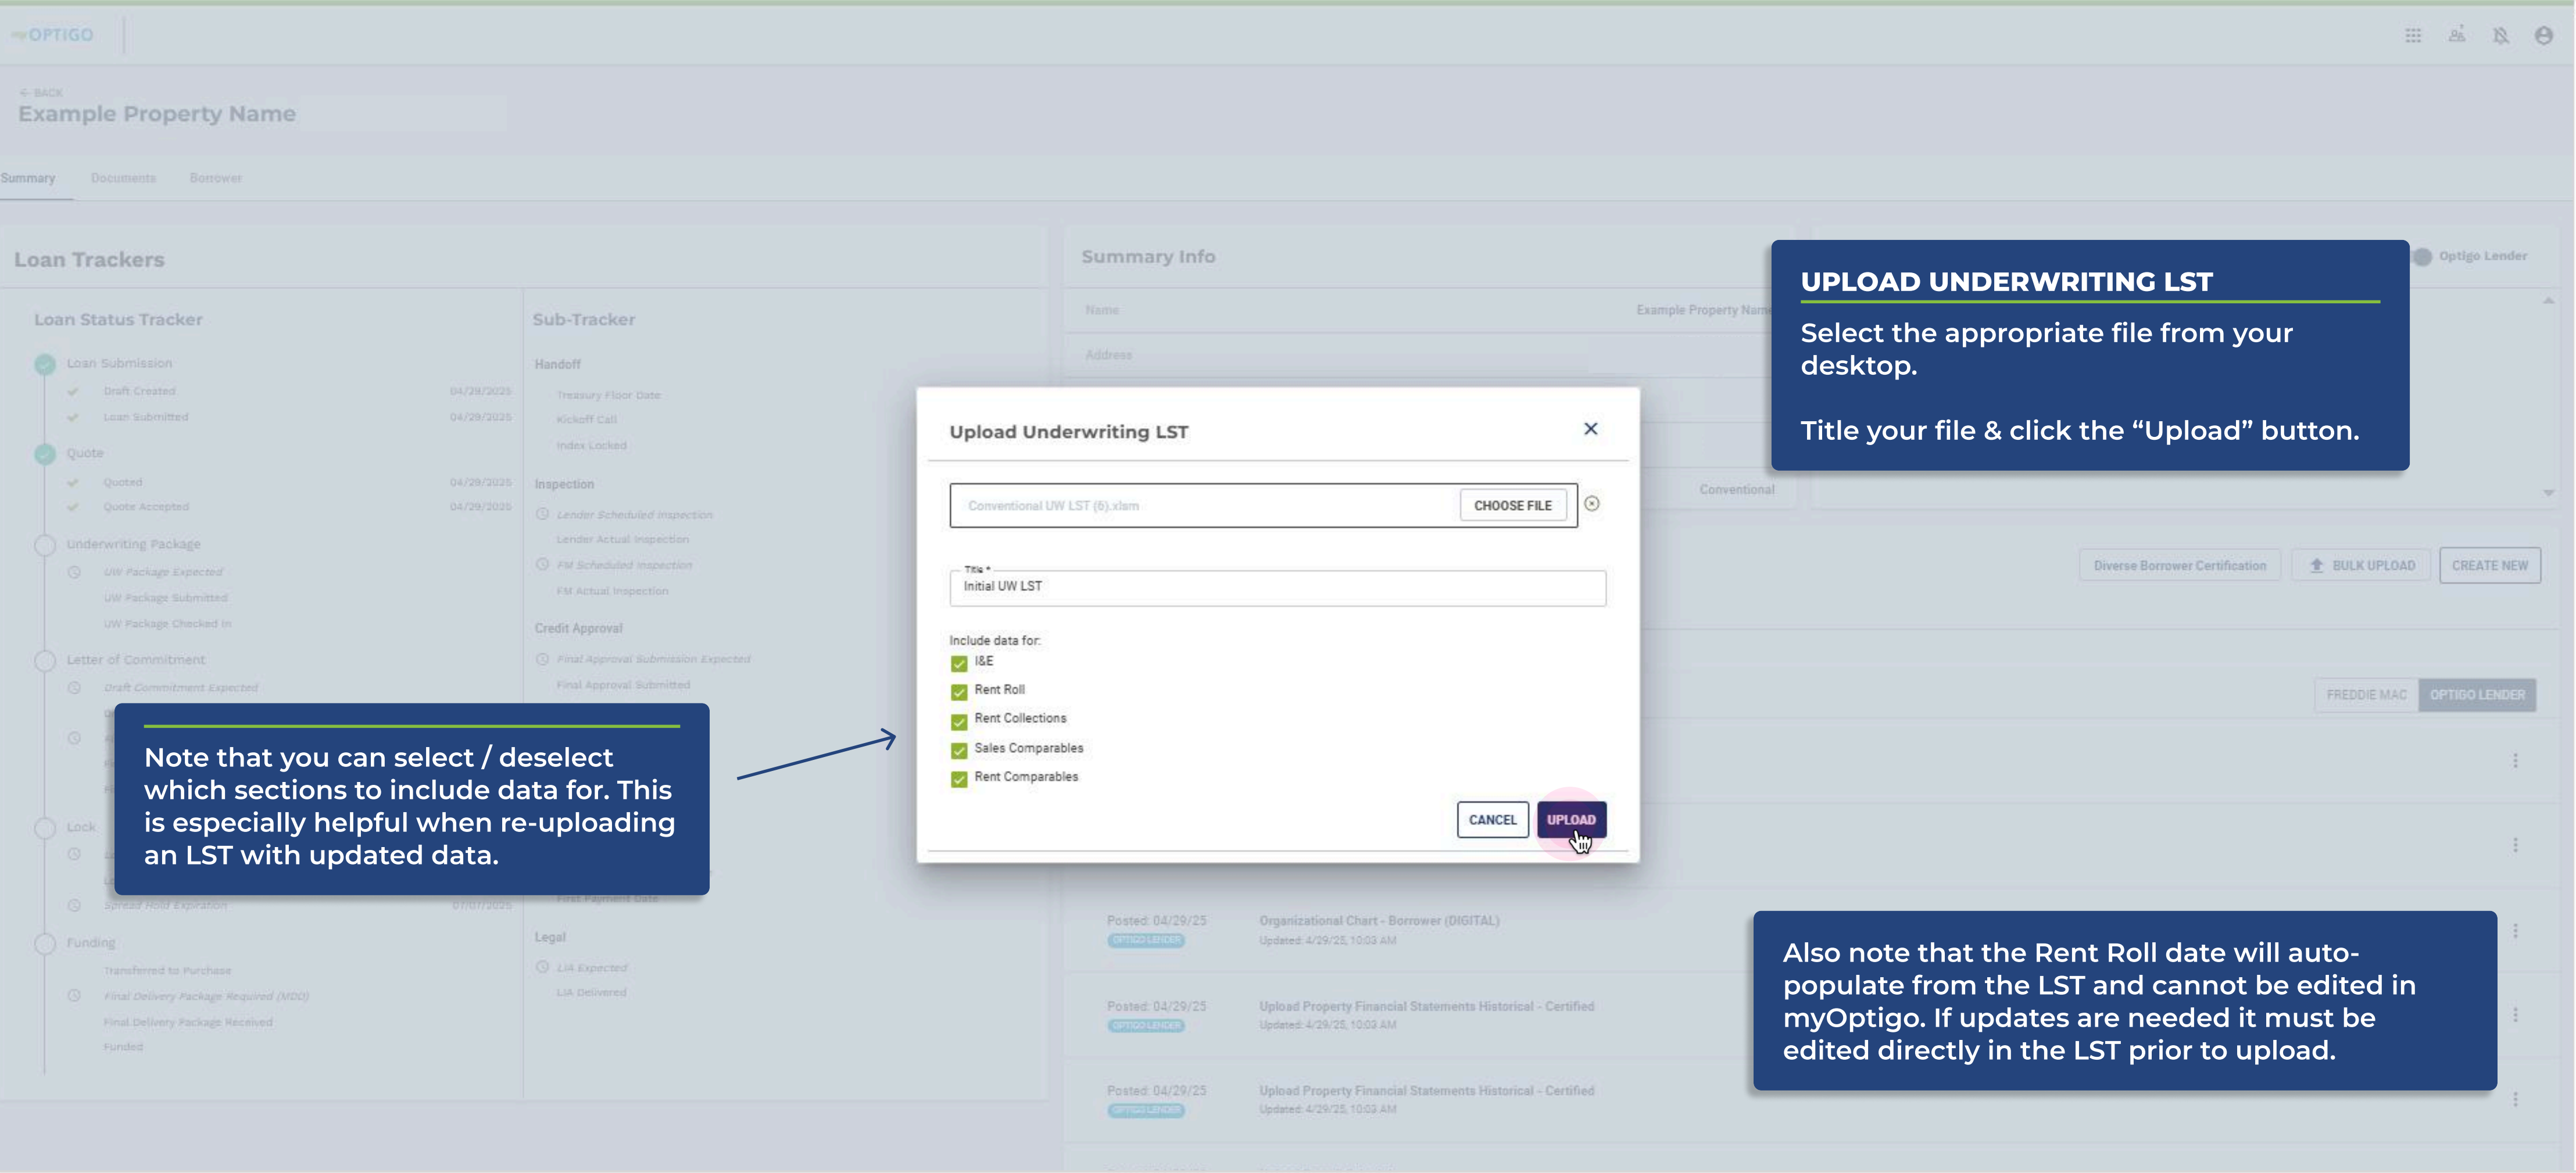 OPTIGO
BACK
Example Property Name
Summary
Documents
Borrower
Loan Trackers
Loan Status Tracker
Loan Submission
Draft Created 04/29/2025
Loan Submitted 04/29/2025
Quote
Quoted 04/29/2025
Quote Accepted 04/29/2025
Underwriting Package
UW Package Expected
UW Package Submitted
UW Package Checked In
Letter of Commitment
Draft Commitment Expected
Lock
Spread Hold Expiration 07/07/2025
Funding
Transferred to Purchase
Final Delivery Package Required (MDD)
Final Delivery Package Received
Funded
Sub-Tracker
Handoff
Treasury Floor Date
Kickoff Call
Index Locked
Inspection
Lender Scheduled Inspection
Lender Actual Inspection
FM Scheduled Inspection
FM Actual Inspection
Credit Approval
Final Approval Submission Expected
Final Approval Submitted
First Payment Date
Legal
LIA Expected
LIA Delivered
Note that you can select / deselect
which sections to include data for. This
is especially helpful when re-uploading
an LST with updated data.
Summary Info
Optigo Lender
Name Example Property Name
Address
Conventional
Upload Underwriting LST
Conventional UW LST (6).xlsm
CHOOSE FILE
Title *
Initial UW LST
Include data for:
I&E
Rent Roll
Rent Collections
Sales Comparables
Rent Comparables
CANCEL
UPLOAD
UPLOAD UNDERWRITING LST
Select the appropriate file from your
desktop.
Title your file & click the “Upload” button.
Diverse Borrower Certification
BULK UPLOAD
CREATE NEW
FREDDIE MAC
OPTIGO LENDER
Posted: 04/29/25 Organizational Chart - Borrower (DIGITAL)
OPTIGO LENDER Updated: 4/29/25, 10:03 AM
Posted: 04/29/25 Upload Property Financial Statements Historical - Certified
OPTIGO LENDER Updated: 4/29/25, 10:03 AM
Posted: 04/29/25 Upload Property Financial Statements Historical - Certified
OPTIGO LENDER Updated: 4/29/25, 10:03 AM
Also note that the Rent Roll date will auto-
populate from the LST and cannot be edited in
myOptigo. If updates are needed it must be
edited directly in the LST prior to upload.